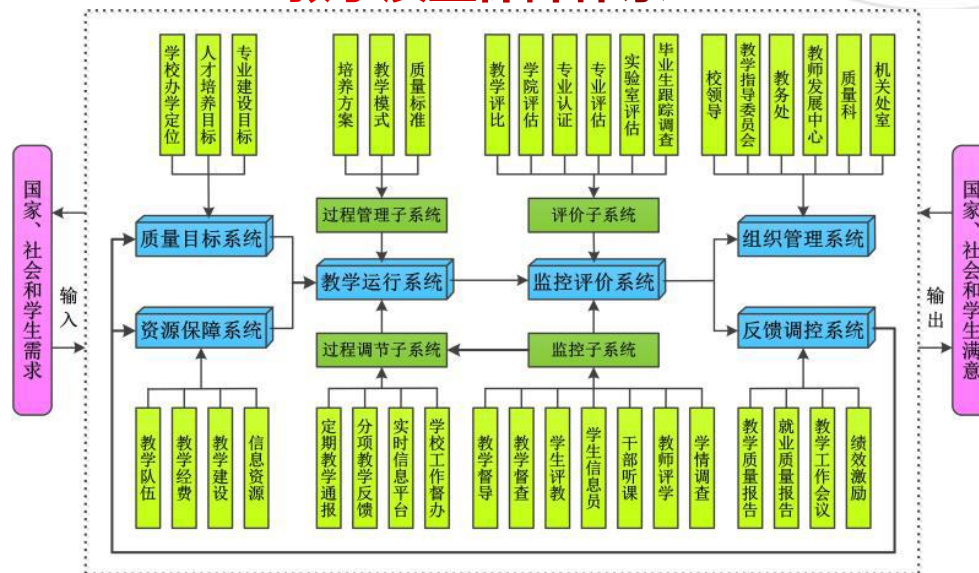 学校办学定位
人才培养目标
专业建设目标
培养方案
教学模式
质量标准
教学评比
学院评估
专业认证
专业评估
实验室评估
毕业生跟踪调查
校领导
教学指导委员会
教务处
教师发展中心
质量科
机关处室
国家、社会和学生需求
输入
过程管理子系统
评价子系统
质量目标系统
组织管理系统
教学运行系统
监控评价系统
资源保障系统
反馈调控系统
过程调节子系统
监控子系统
输出
国家、社会和学生满意
教学队伍
教学经费
教学建设
信息资源
定期教学通报
分项教学反馈
实时信息平台
学校工作督办
教学督导
教学督查
学生评教
学生信息员
干部听课
教师评学
学情调查
教学质量报告
就业质量报告
教学工作会议
绩效激励